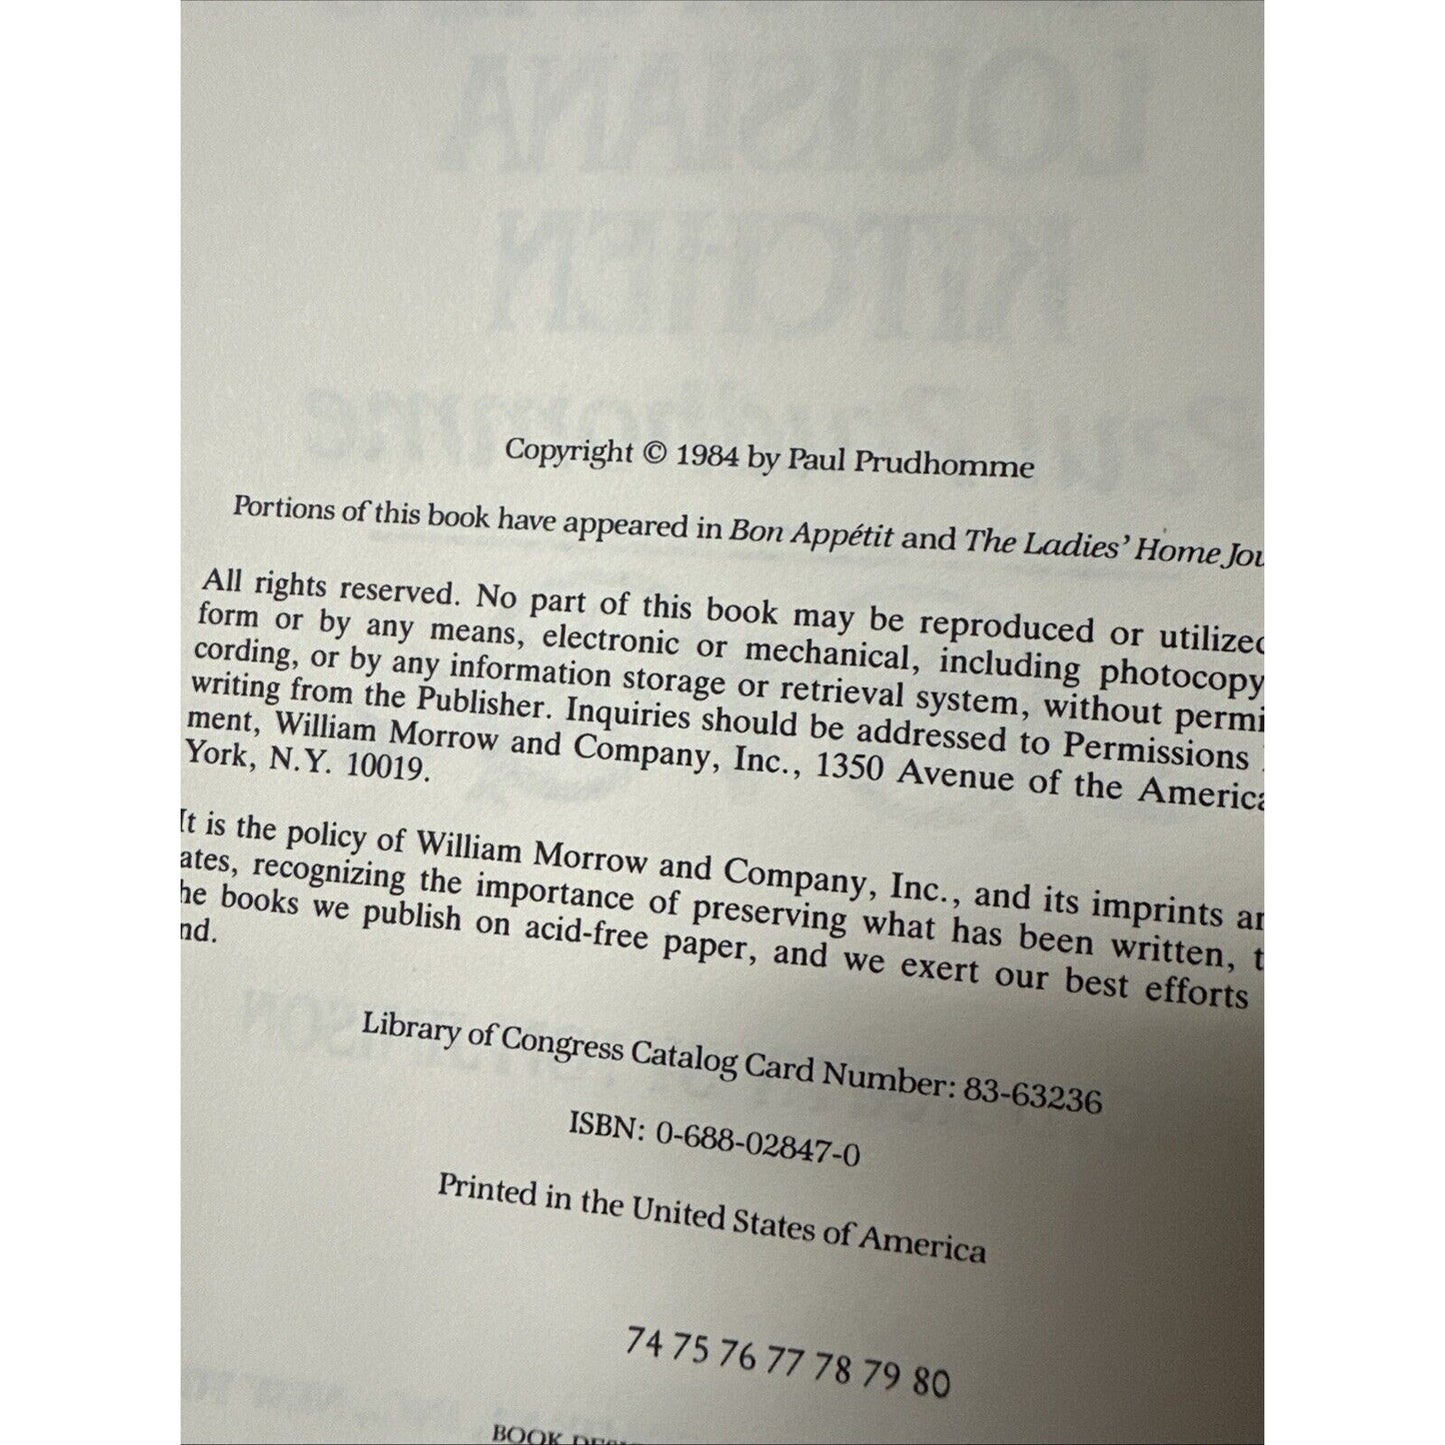 LOUISIANA
KITCHEN
Paul Prudhomme
Copyright © 1984 by Paul Prudhomme
Portions of this book have appeared in Bon Appétit and The Ladies' Home Jou
All rights reserved. No part of this book may be reproduced or utilized
form or by any means, electronic or mechanical, including photocopy
cording, or by any information storage or retrieval system, without permi
writing from the Publisher. Inquiries should be addressed to Permissions
ment, William Morrow and Company, Inc., 1350 Avenue of the America
York, N.Y. 10019.
It is the policy of William Morrow and Company, Inc., and its imprints an
ates, recognizing the importance of preserving what has been written, t
he books we publish on acid-free paper, and we exert our best efforts
nd.
Library of Congress Catalog Card Number: 83-63236
ISBN: 0-688-02847-0
Printed in the United States of America
74 75 76 77 78 79 80
BOOK